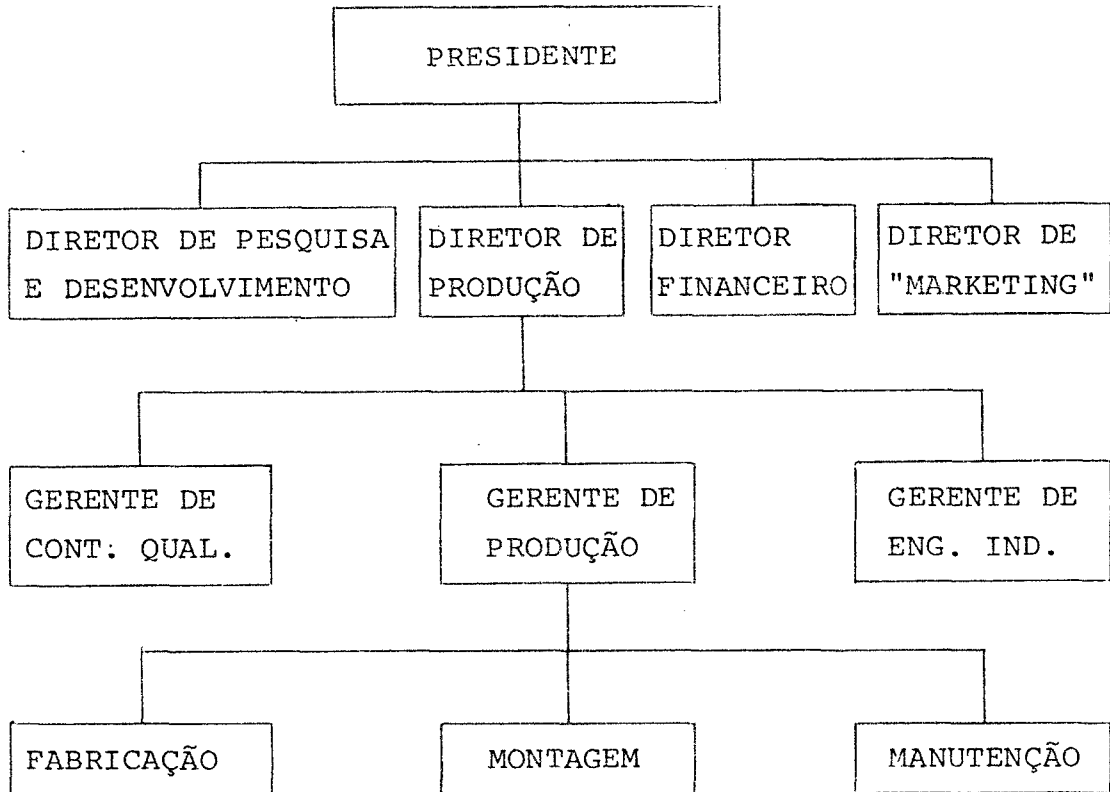 PRESIDENTE
DIRETOR DE PESQUISA
E DESENVOLVIMENTO
DIRETOR DE
PRODUÇÃO
DIRETOR
FINANCEIRO
DIRETOR DE
"MARKETING"
GERENTE DE
CONT. QUAL.
GERENTE DE
PRODUÇÃO
GERENTE DE
ENG. IND.
FABRICAÇÃO
MONTAGEM
MANUTENÇÃO